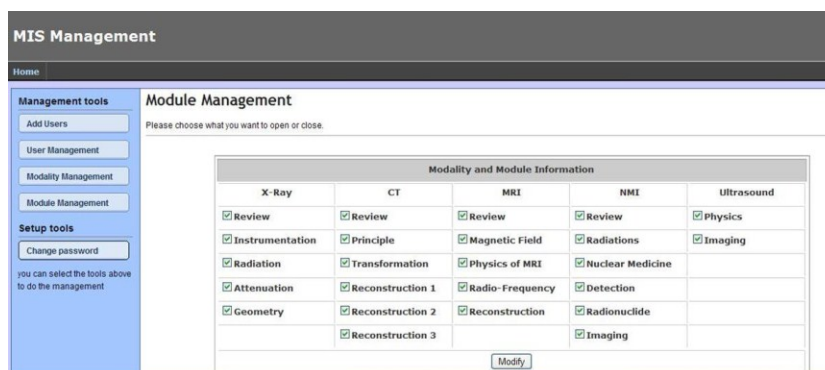 MIS Management
Home
Management tools
Add Users
User Management
Modality Management
Module Management
Setup tools
Change password
you can select the tools above
to do the management
Module Management
Please choose what you want to open or close.
Modality and Module Information
X-Ray CT MRI NMI Ultrasound
Review Review Review Review Physics
Instrumentation Principle Magnetic Field Radiations Imaging
Radiation Transformation Physics of MRI Nuclear Medicine
Attenuation Reconstruction 1 Radio-Frequency Detection
Geometry Reconstruction 2 Reconstruction Radionuclide
Reconstruction 3 Imaging
Modify